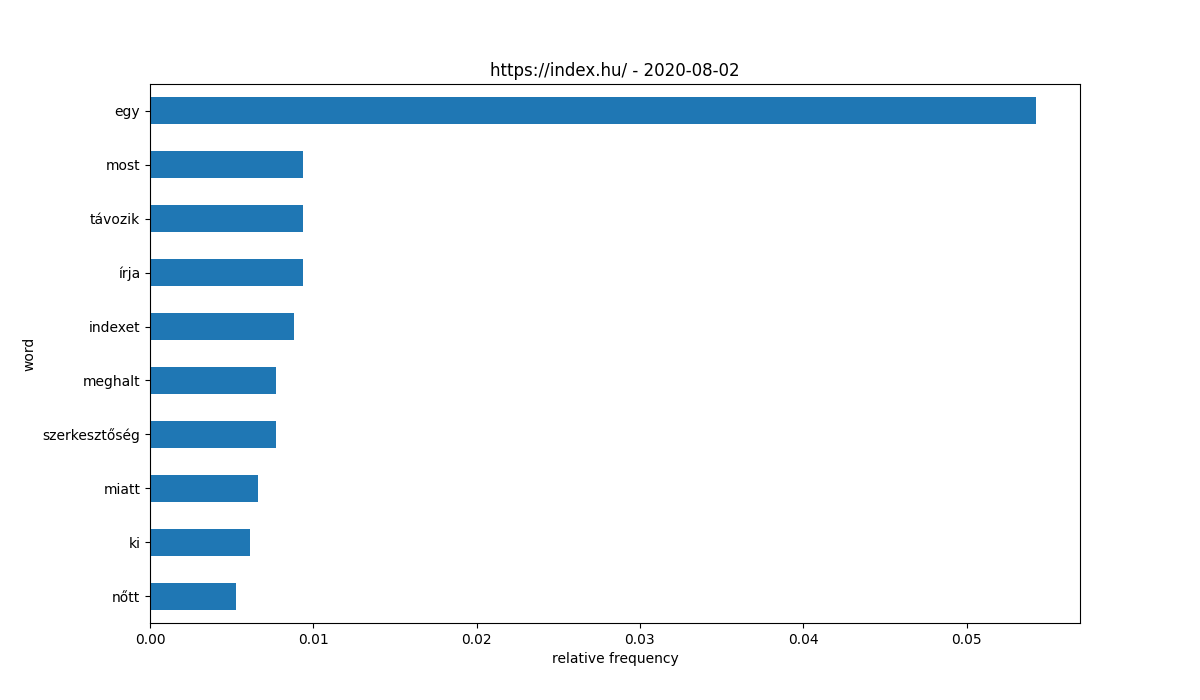 https://index.hu/ - 2020-08-02
egy
most
távozik
írja
indexet
meghalt
szerkesztőség
miatt
ki
nőtt
word
0.00 0.01 0.02 0.03 0.04 0.05
relative frequency